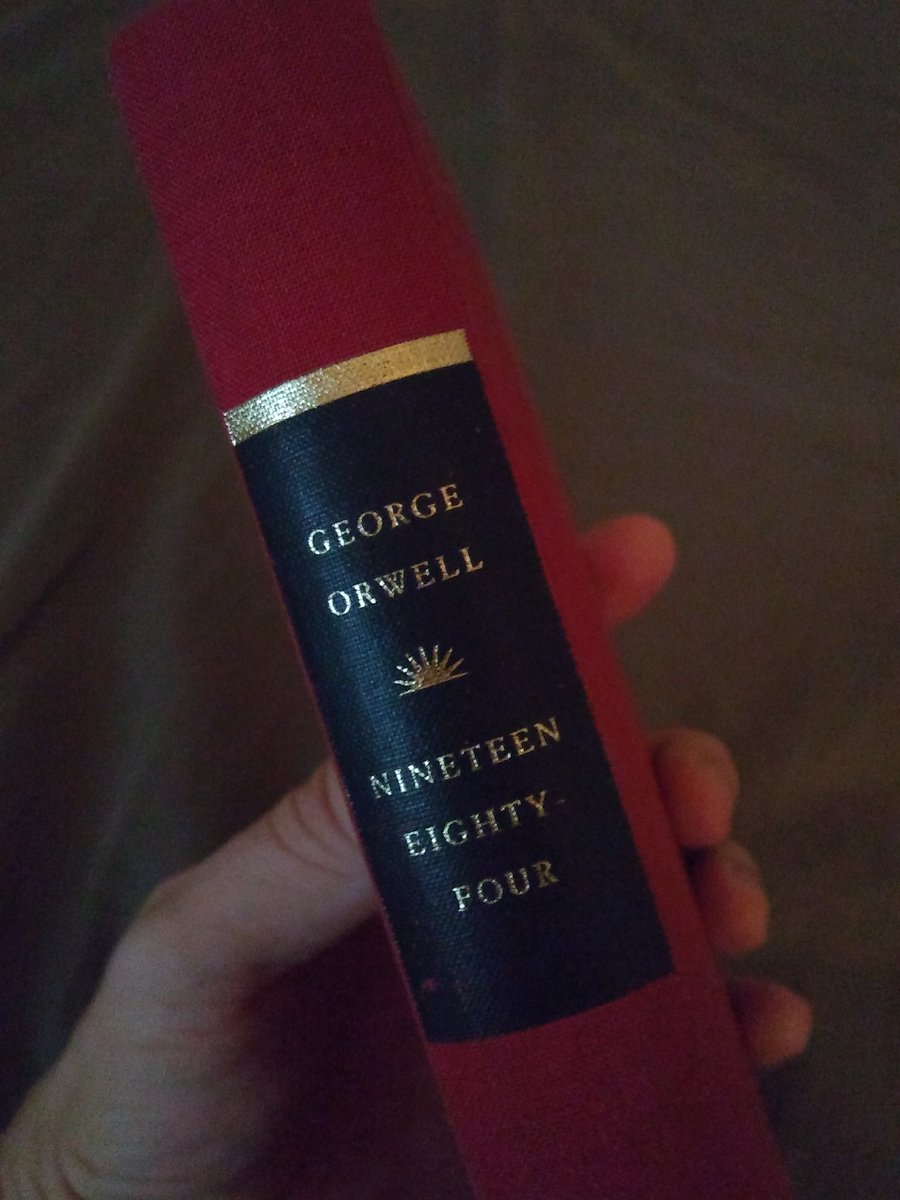 GEORGE
ORWELL
NINETEEN
EIGHTY-
FOUR